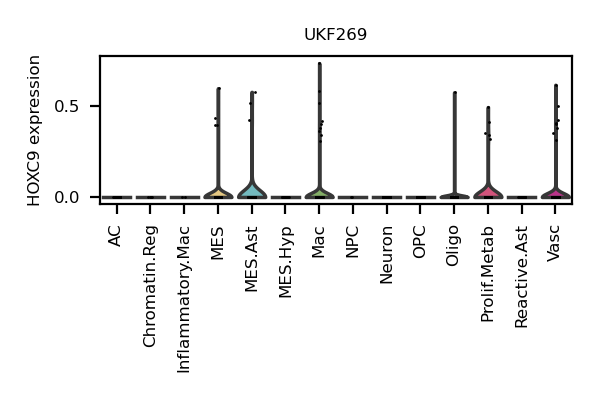 UKF269
HOXC9 expression
0.5
0.0
AC
Chromatin.Reg
Inflammatory.Mac
MES
MES.Ast
MES.Hyp
Mac
NPC
Neuron
OPC
Oligo
Prolif.Metab
Reactive.Ast
Vasc